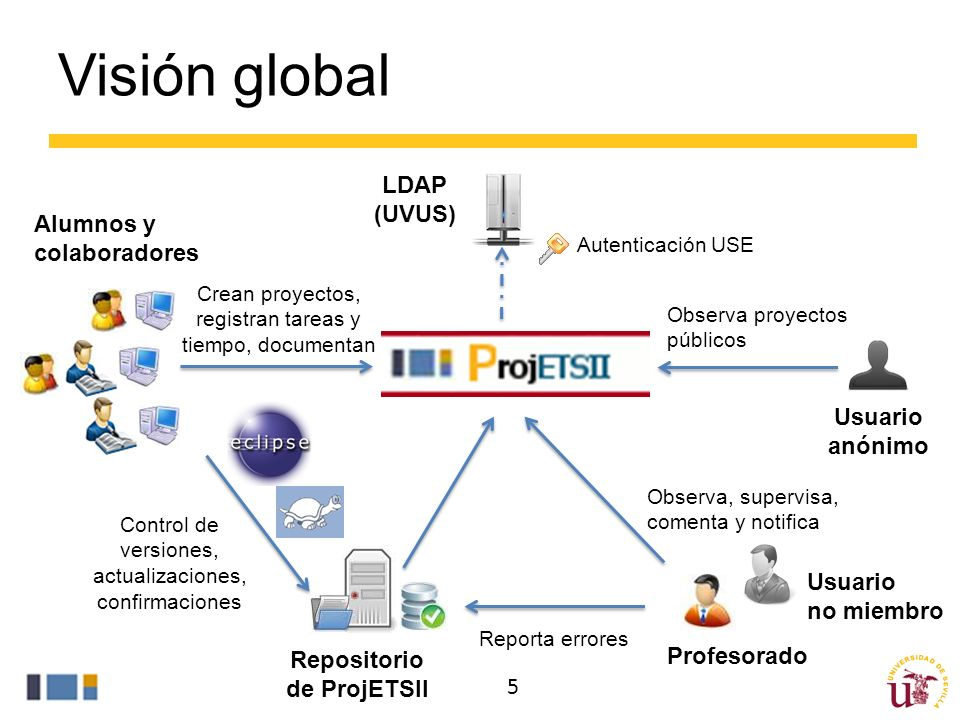 Visión global
LDAP
(UVUS)
Autenticación USE
Alumnos y
colaboradores
Crean proyectos,
registran tareas y
tiempo, documentan
ProjETSII
Observa proyectos
públicos
Usuario
anónimo
eclipse
Control de
versiones,
actualizaciones,
confirmaciones
Observa, supervisa,
comenta y notifica
Usuario
no miembro
Profesorado
Reporta errores
Repositorio
de ProjETSII
5
UNIVERSIDAD DE SEVILLA